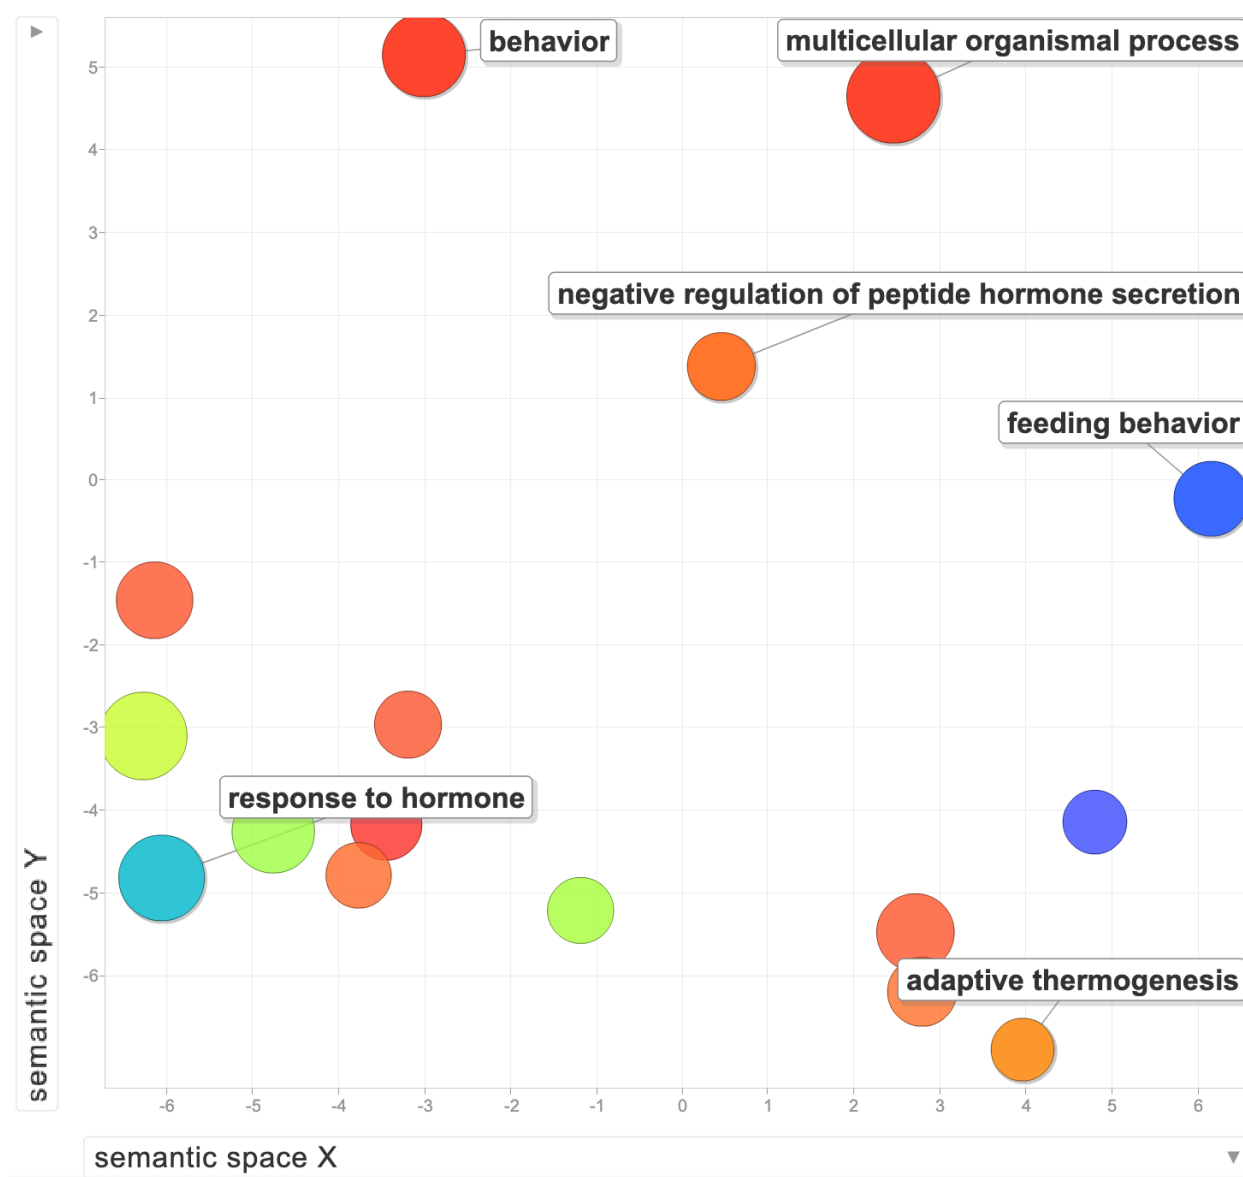 behavior
multicellular organismal process
5
4
3
negative regulation of peptide hormone secretion
2
1
feeding behavior
0
-1
-2
-3
response to hormone
-4
-5
adaptive thermogenesis
-6
semantic space Y
-6 -5 -4 -3 -2 -1 0 1 2 3 4 5 6
semantic space X